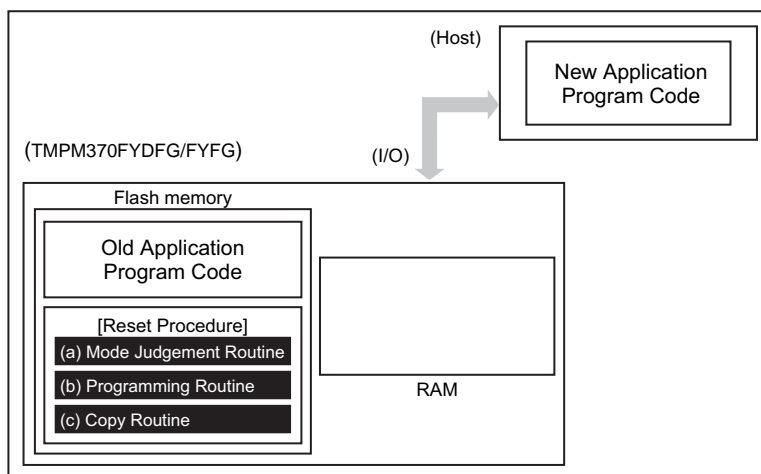 (Host)
New Application
Program Code
(TMPM370FYDFG/FYFG)
(I/O)
Flash memory
Old Application
Program Code
[Reset Procedure]
(a) Mode Judgement Routine
(b) Programming Routine
(c) Copy Routine
RAM